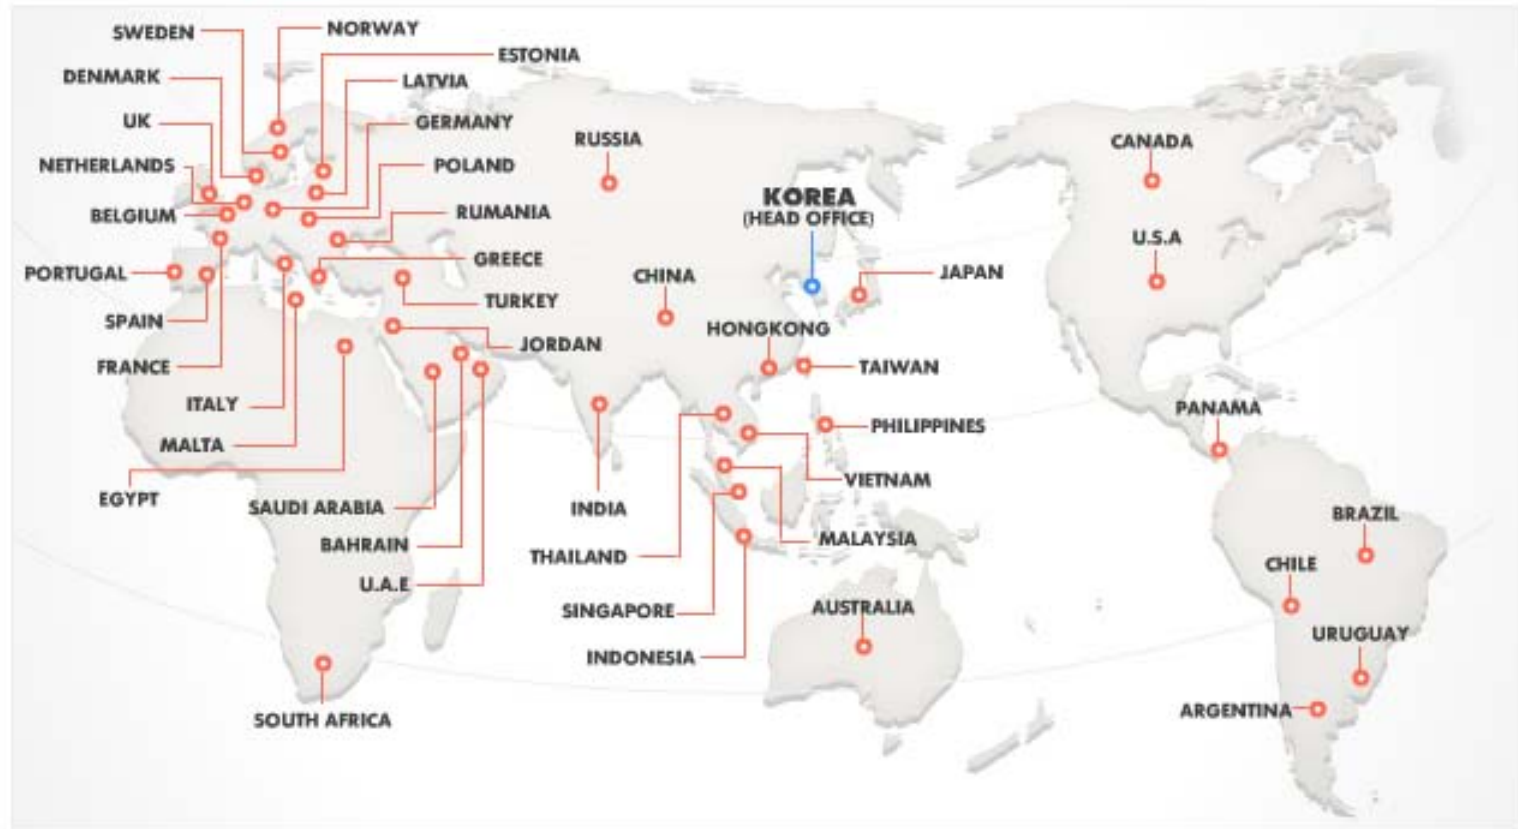 NORWAY
SWEDEN
ESTONIA
DENMARK
LATVIA
UK
GERMANY
RUSSIA
CANADA
NETHERLANDS
POLAND
KOREA
(HEAD OFFICE)
BELGIUM
RUMANIA
U.S.A
PORTUGAL
GREECE
CHINA
JAPAN
TURKEY
SPAIN
HONGKONG
JORDAN
FRANCE
TAIWAN
ITALY
PANAMA
MALTA
PHILIPPINES
EGYPT
VIETNAM
SAUDI ARABIA
INDIA
BRAZIL
BAHRAIN
THAILAND
MALAYSIA
CHILE
U.A.E
SINGAPORE
AUSTRALIA
URUGUAY
INDONESIA
SOUTH AFRICA
ARGENTINA